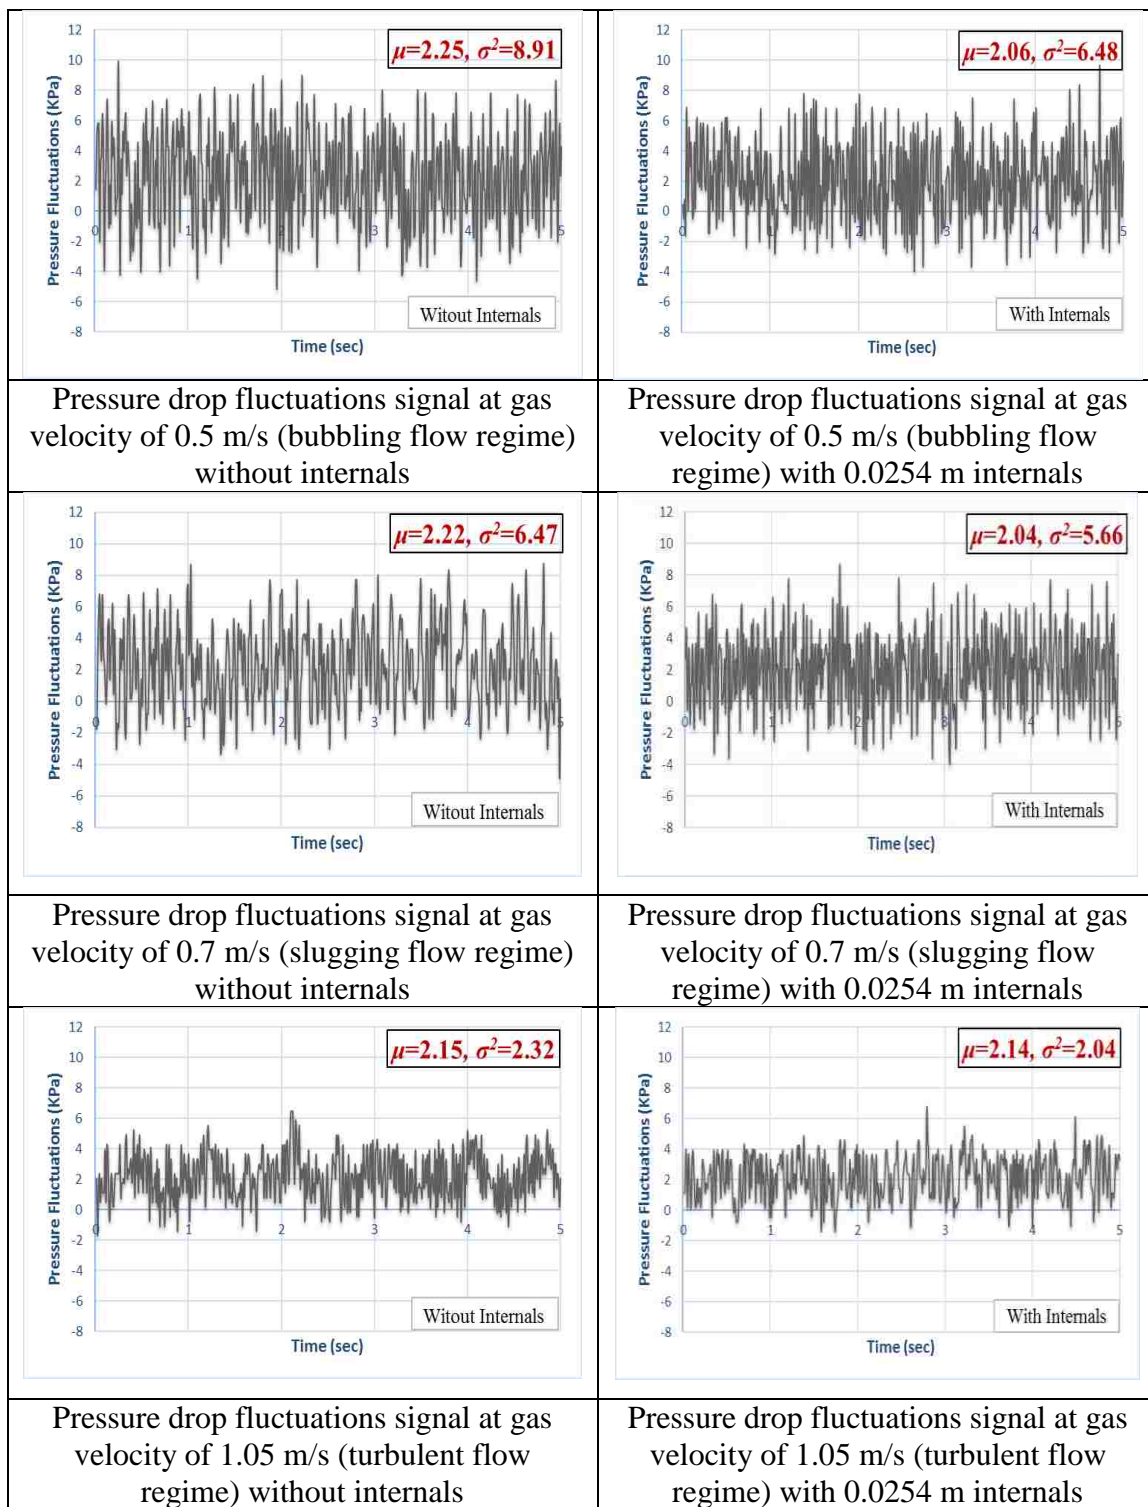 12
10
8
6
4
2
0
-2
-4
-6
-8
Pressure Fluctuations (KPa)
μ=2.25, σ²=8.91
0 1 2 3 4 5
Witout Internals
Time (sec)
12
10
8
6
4
2
0
-2
-4
-6
-8
Pressure Fluctuations (KPa)
μ=2.06, σ²=6.48
0 1 2 3 4 5
With Internals
Time (sec)
Pressure drop fluctuations signal at gas
velocity of 0.5 m/s (bubbling flow regime)
without internals
Pressure drop fluctuations signal at gas
velocity of 0.5 m/s (bubbling flow
regime) with 0.0254 m internals
12
10
8
6
4
2
0
-2
-4
-6
-8
Pressure Fluctuations (KPa)
μ=2.22, σ²=6.47
0 1 2 3 4 5
Witout Internals
Time (sec)
12
10
8
6
4
2
0
-2
-4
-6
-8
Pressure Fluctuations (KPa)
μ=2.04, σ²=5.66
0 1 2 3 4 5
With Internals
Time (sec)
Pressure drop fluctuations signal at gas
velocity of 0.7 m/s (slugging flow regime)
without internals
Pressure drop fluctuations signal at gas
velocity of 0.7 m/s (slugging flow
regime) with 0.0254 m internals
12
10
8
6
4
2
0
-2
-4
-6
-8
Pressure Fluctuations (KPa)
μ=2.15, σ²=2.32
0 1 2 3 4 5
Witout Internals
Time (sec)
12
10
8
6
4
2
0
-2
-4
-6
-8
Pressure Fluctuations (KPa)
μ=2.14, σ²=2.04
0 1 2 3 4 5
With Internals
Time (sec)
Pressure drop fluctuations signal at gas
velocity of 1.05 m/s (turbulent flow
regime) without internals
Pressure drop fluctuations signal at gas
velocity of 1.05 m/s (turbulent flow
regime) with 0.0254 m internals